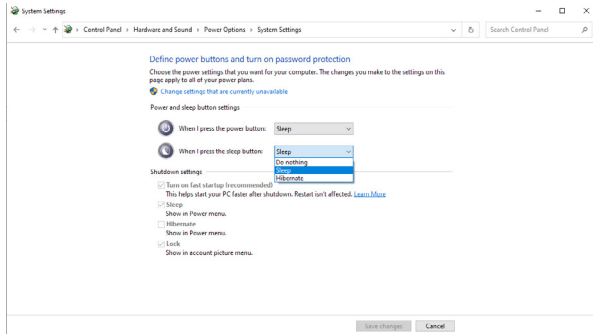 System Settings
Control Panel > Hardware and Sound > Power Options > System Settings
Search Control Panel
Define power buttons and turn on password protection
Choose the power settings that you want for your computer. The changes you make to the settings on this
page apply to all of your power plans.
Change settings that are currently unavailable
Power and sleep button settings
When I press the power button: Sleep
When I press the sleep button: Sleep
Do nothing
Sleep
Hibernate
Shutdown settings
Turn on fast startup (recommended)
This helps start your PC faster after shutdown. Restart isn't affected. Learn More
Sleep
Show in Power menu.
Hibernate
Show in Power menu.
Lock
Show in account picture menu.
Save changes Cancel